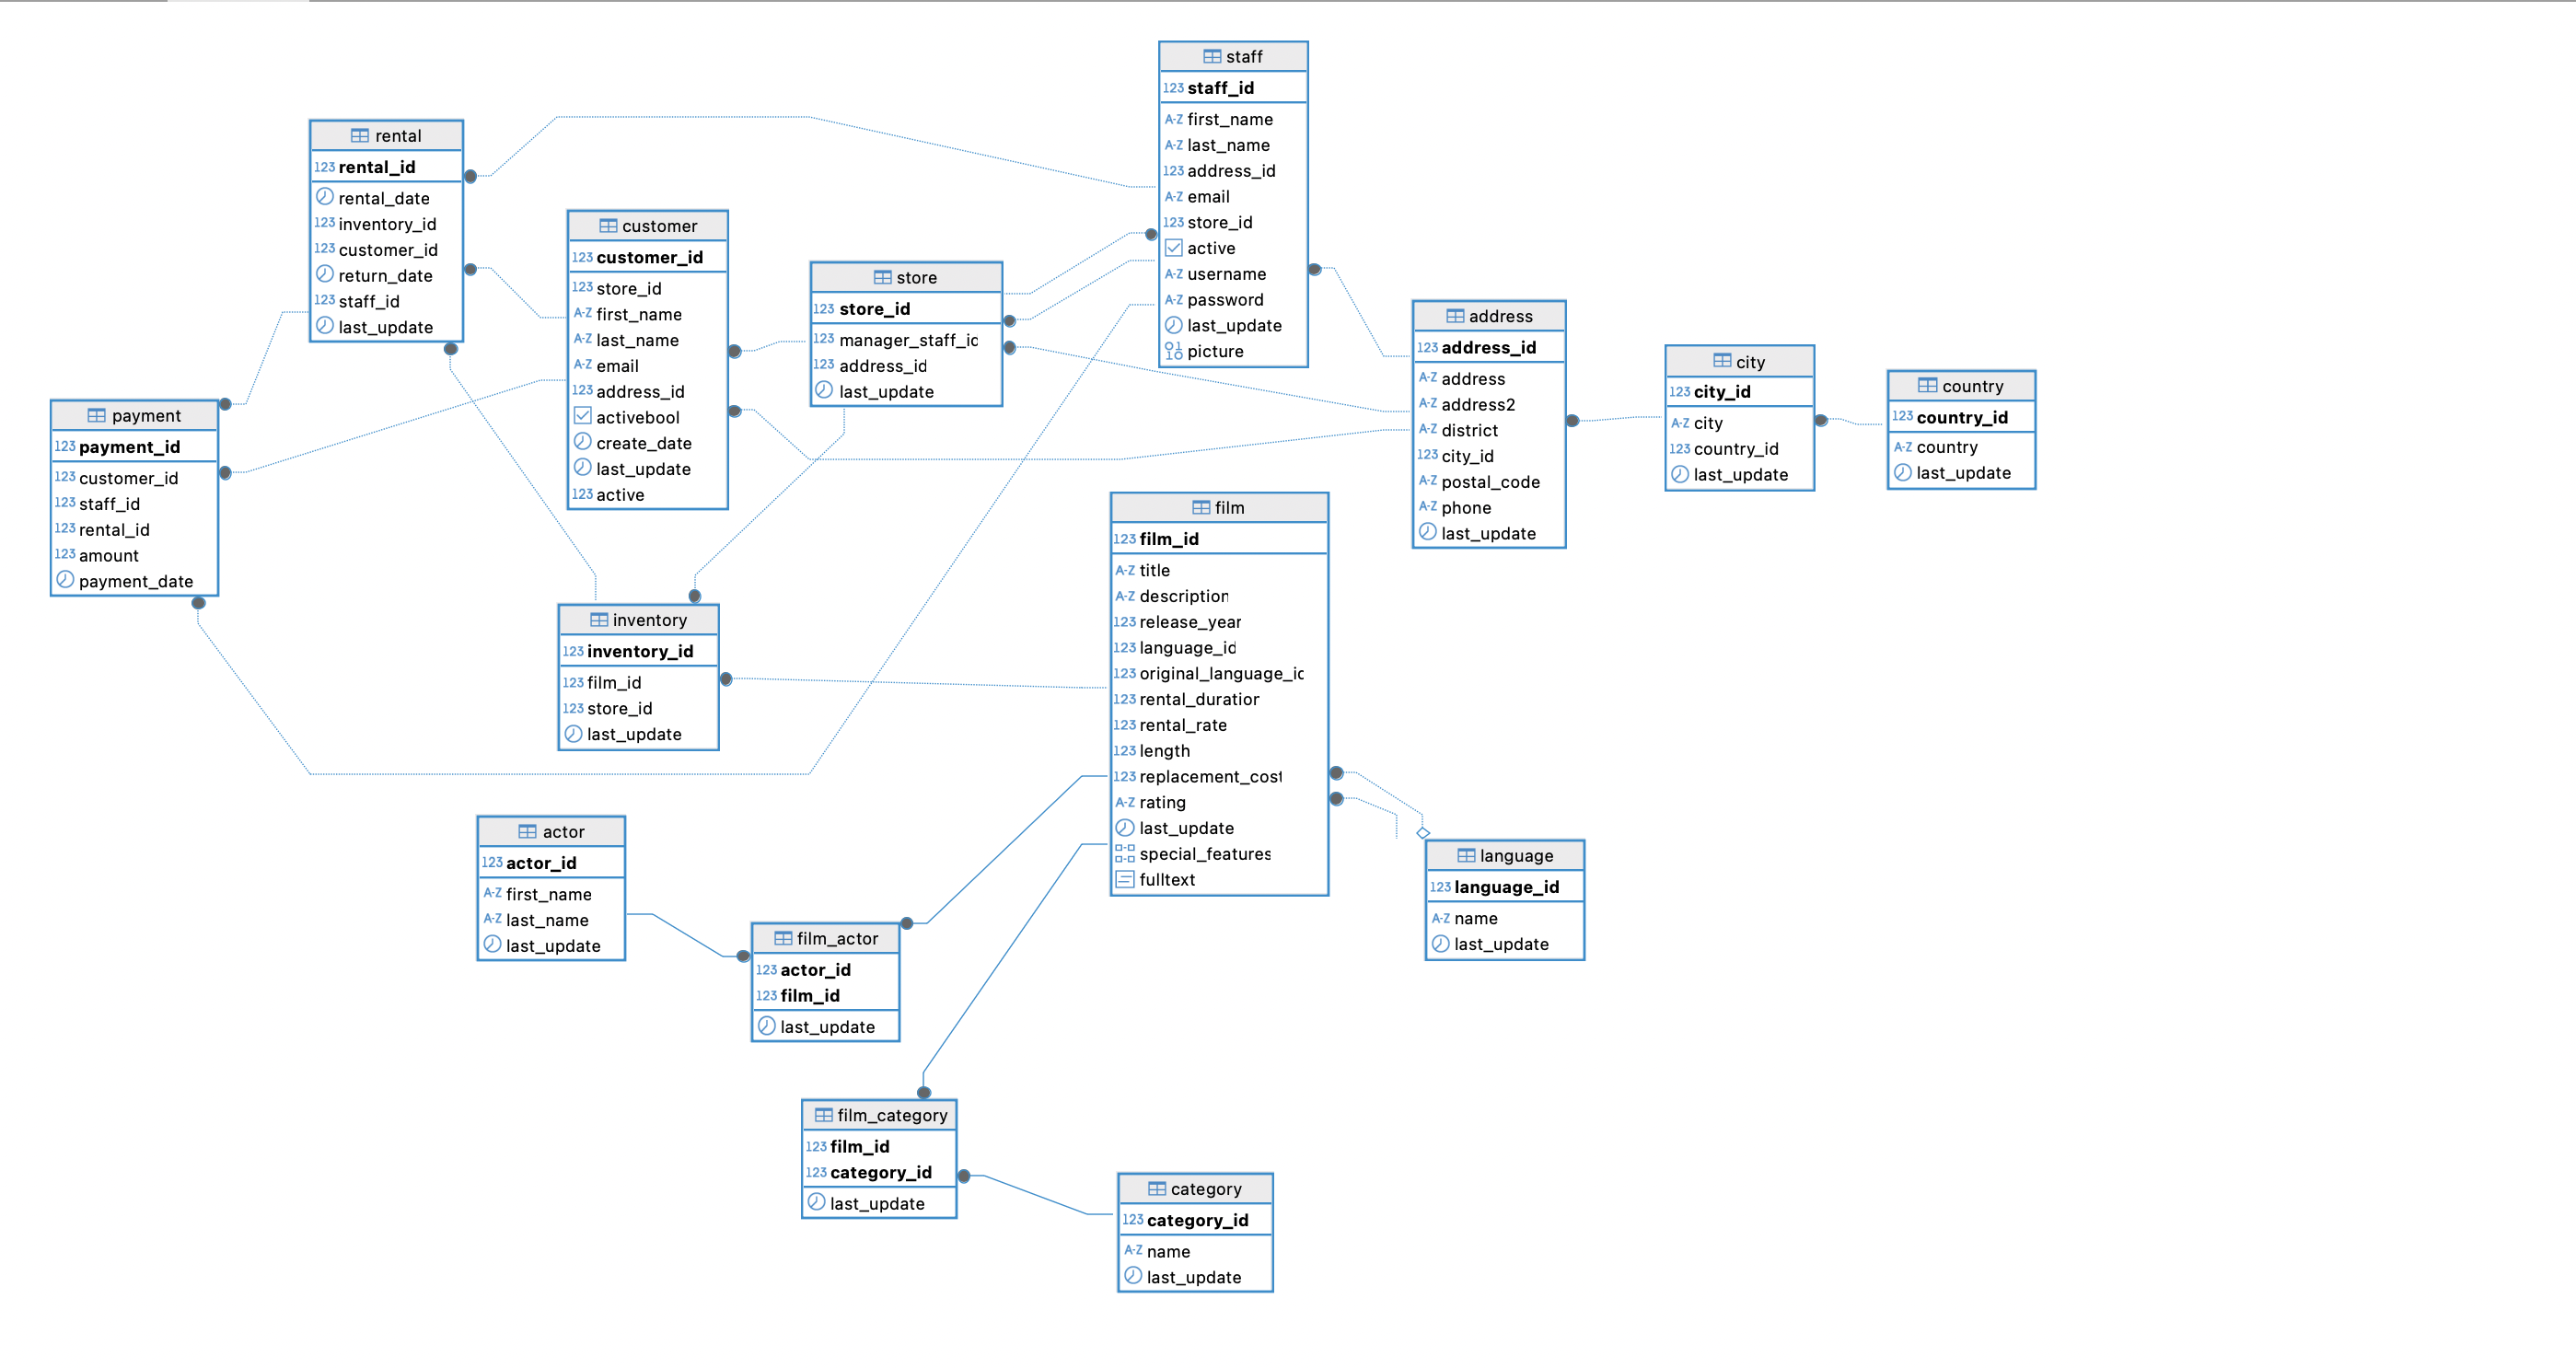 staff
123 staff_id
A-Z first_name
A-Z last_name
123 address_id
A-Z email
123 store_id
active
A-Z username
A-Z password
last_update
picture
rental
123 rental_id
rental_date
123 inventory_id
123 customer_id
return_date
123 staff_id
last_update
customer
123 customer_id
123 store_id
A-Z first_name
A-Z last_name
A-Z email
123 address_id
activebool
create_date
last_update
123 active
store
123 store_id
123 manager_staff_id
123 address_id
last_update
address
123 address_id
A-Z address
A-Z address2
A-Z district
123 city_id
A-Z postal_code
A-Z phone
last_update
city
123 city_id
A-Z city
123 country_id
last_update
country
123 country_id
A-Z country
last_update
payment
123 payment_id
123 customer_id
123 staff_id
123 rental_id
123 amount
payment_date
film
123 film_id
A-Z title
A-Z description
123 release_year
123 language_id
123 original_language_id
123 rental_duration
123 rental_rate
123 length
123 replacement_cost
A-Z rating
last_update
special_features
fulltext
inventory
123 inventory_id
123 film_id
123 store_id
last_update
actor
123 actor_id
A-Z first_name
A-Z last_name
last_update
language
123 language_id
A-Z name
last_update
film_actor
123 actor_id
123 film_id
last_update
film_category
123 film_id
123 category_id
last_update
category
123 category_id
A-Z name
last_update